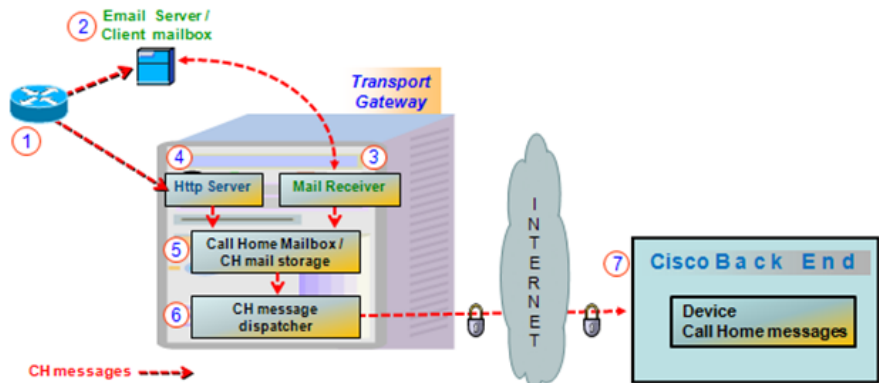 Email Server /
2 Client mailbox
Transport
Gateway
1
4
3
Http Server
Mail Receiver
5
Call Home Mailbox /
CH mail storage
6
CH message
dispatcher
INTERNET
7
Cisco Back End
Device
Call Home messages
CH messages